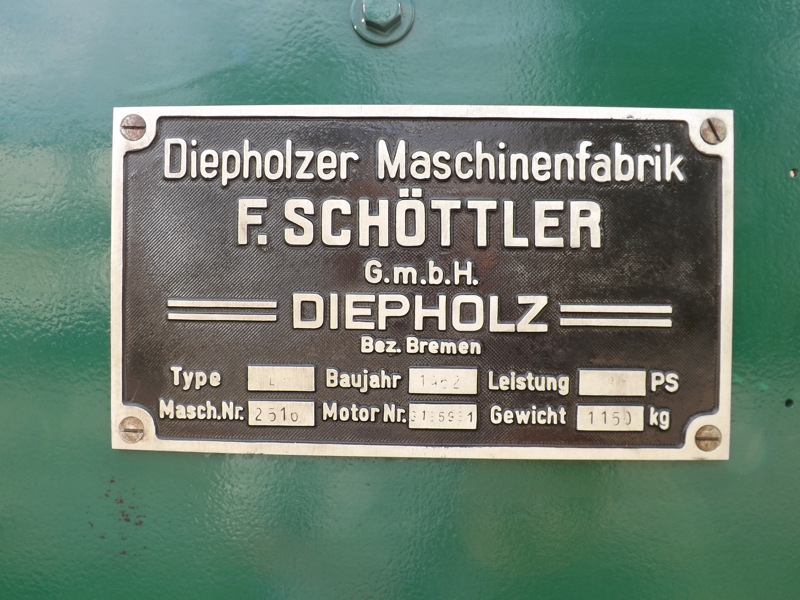 Diepholzer Maschinenfabrik
F. SCHÖTTLER
G.m.b.H.
DIEPHOLZ
Bez. Bremen
Type Baujahr Leistung PS
Masch.Nr. Motor Nr. Gewicht 1150 kg